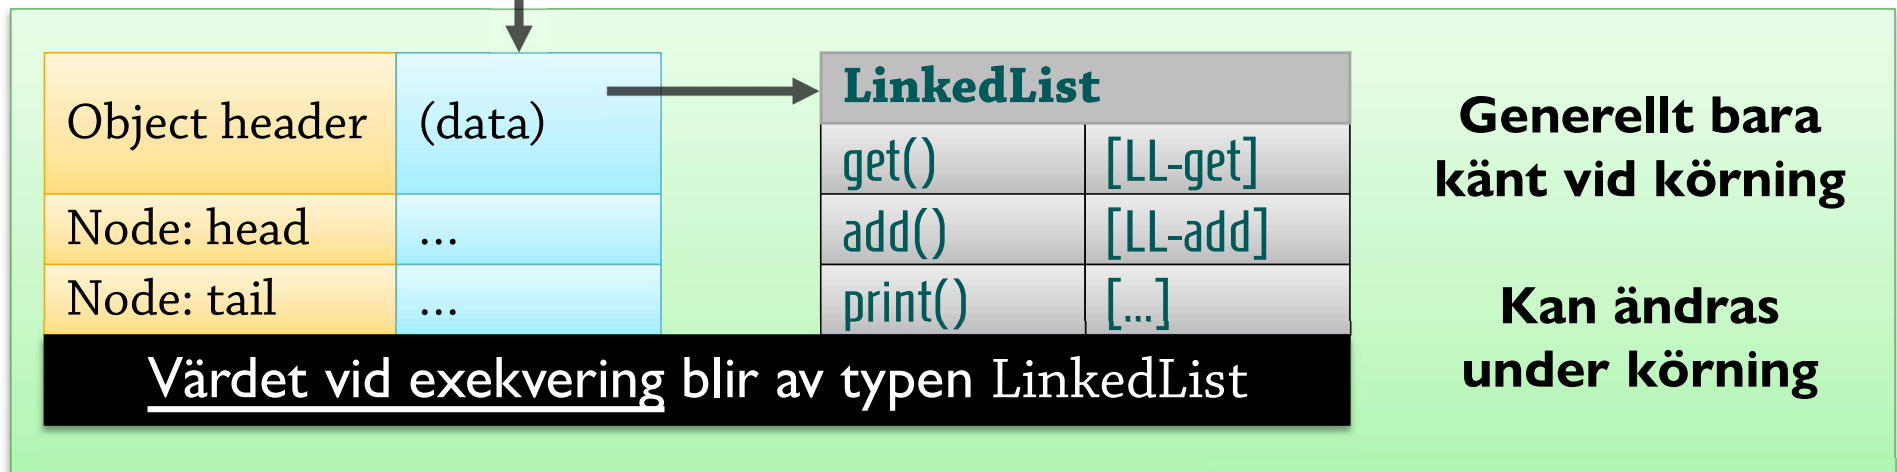 Object header (data)
Node: head ...
Node: tail ...
LinkedList
get() [LL-get]
add() [LL-add]
print() [...]
Värdet vid exekvering blir av typen LinkedList
Generellt bara
känt vid körning
Kan ändras
under körning